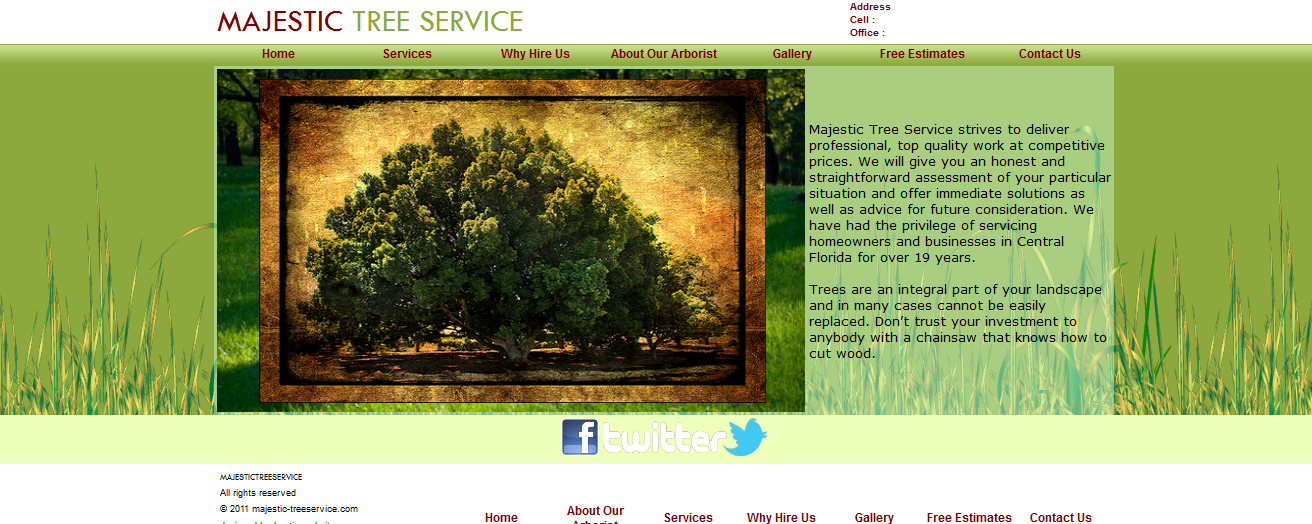 MAJESTIC TREE SERVICE
Address
Cell :
Office :
Home Services Why Hire Us About Our Arborist Gallery Free Estimates Contact Us
Majestic Tree Service strives to deliver
professional, top quality work at competitive
prices. We will give you an honest and
straightforward assessment of your particular
situation and offer immediate solutions as
well as advice for future consideration. We
have had the privilege of servicing
homeowners and businesses in Central
Florida for over 19 years.
Trees are an integral part of your landscape
and in many cases cannot be easily
replaced. Don't trust your investment to
anybody with a chainsaw that knows how to
cut wood.
f twitter
MAJESTICTREESERVICE
All rights reserved
© 2011 majestic-treeservice.com
Home About Our Services Why Hire Us Gallery Free Estimates Contact Us